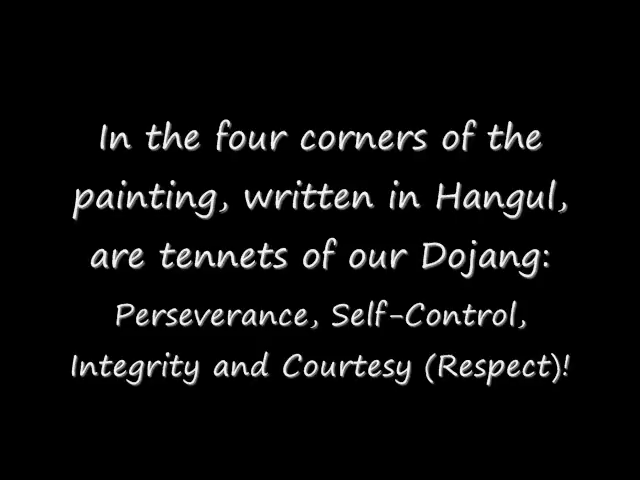 In the four corners of the
painting, written in Hangul,
are tennets of our Dojang:
Perseverance, Self-Control,
Integrity and Courtesy (Respect)!